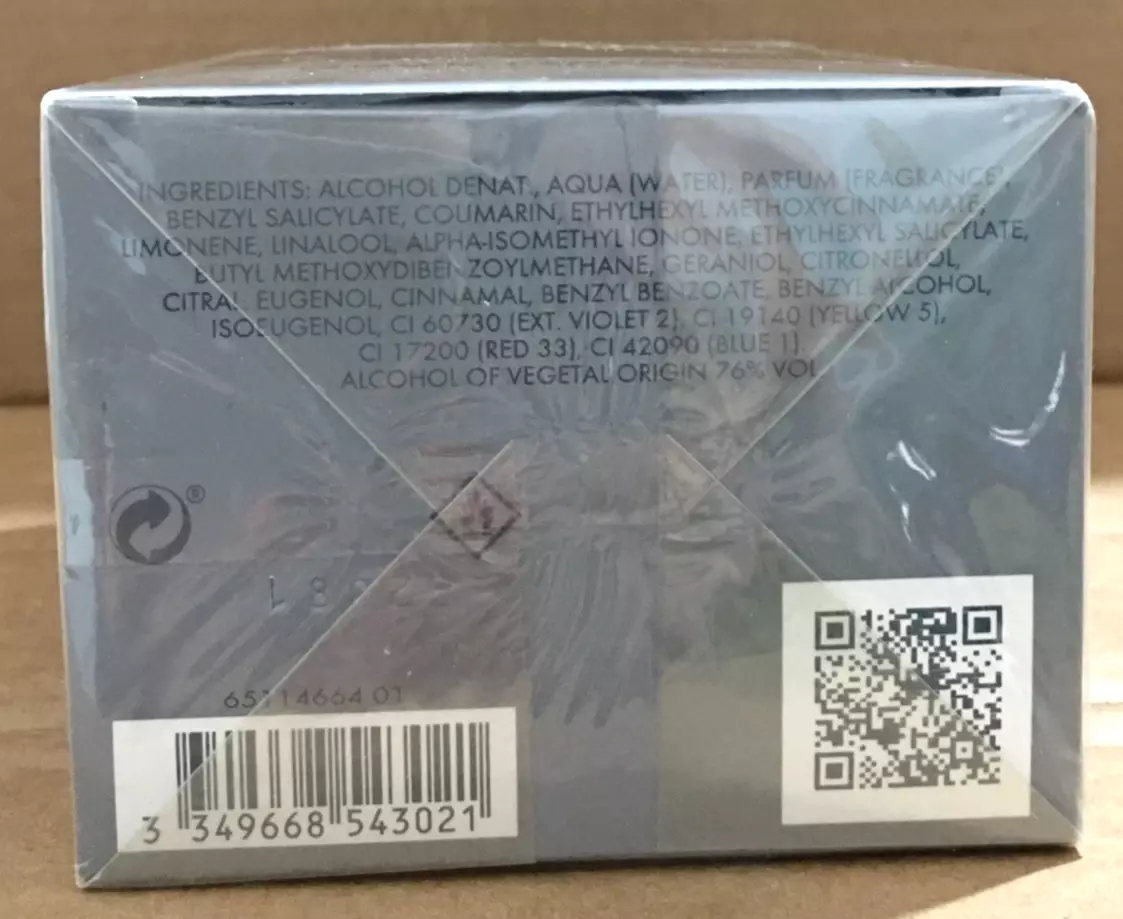 INGREDIENTS: ALCOHOL DENAT., AQUA (WATER), PARFUM (FRAGRANCE),
BENZYL SALICYLATE, COUMARIN, ETHYLHEXYL METHOXYCINNAMATE,
LIMONENE, LINALOOL, ALPHA-ISOMETHYL IONONE, ETHYLHEXYL SALICYLATE,
BUTYL METHOXYDIBENZOYLMETHANE, GERANIOL, CITRONELLOL,
CITRAL, EUGENOL, CINNAMAL, BENZYL BENZOATE, BENZYL ALCOHOL,
ISOEUGENOL, CI 60730 (EXT. VIOLET 2), CI 19140 (YELLOW 5),
CI 17200 (RED 33), CI 42090 (BLUE 1).
ALCOHOL OF VEGETAL ORIGIN 76% VOL
®
65114664 01
3 349668 543021